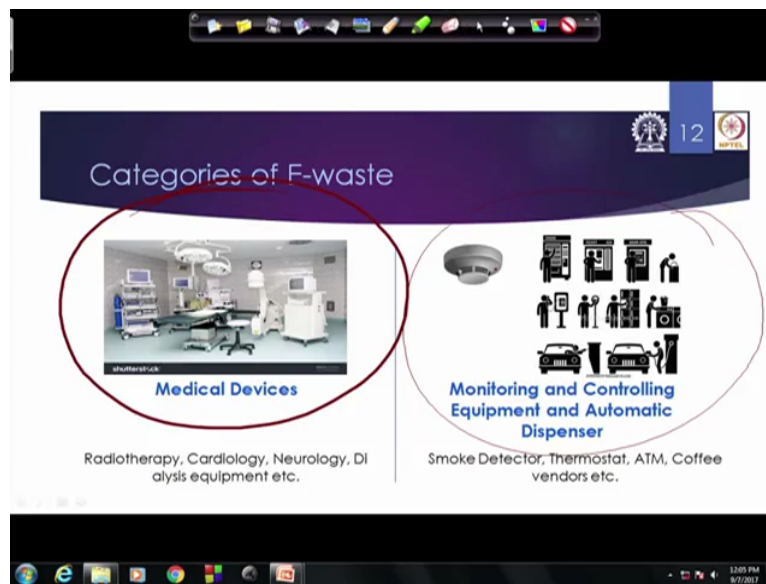 12
NPTEL
Categories of E-waste
shutterstock
Medical Devices
Radiotherapy, Cardiology, Neurology, Di
alysis equipment etc.
Monitoring and Controlling
Equipment and Automatic
Dispenser
Smoke Detector, Thermostat, ATM, Coffee
vendors etc.
12:05 PM
9/7/2017